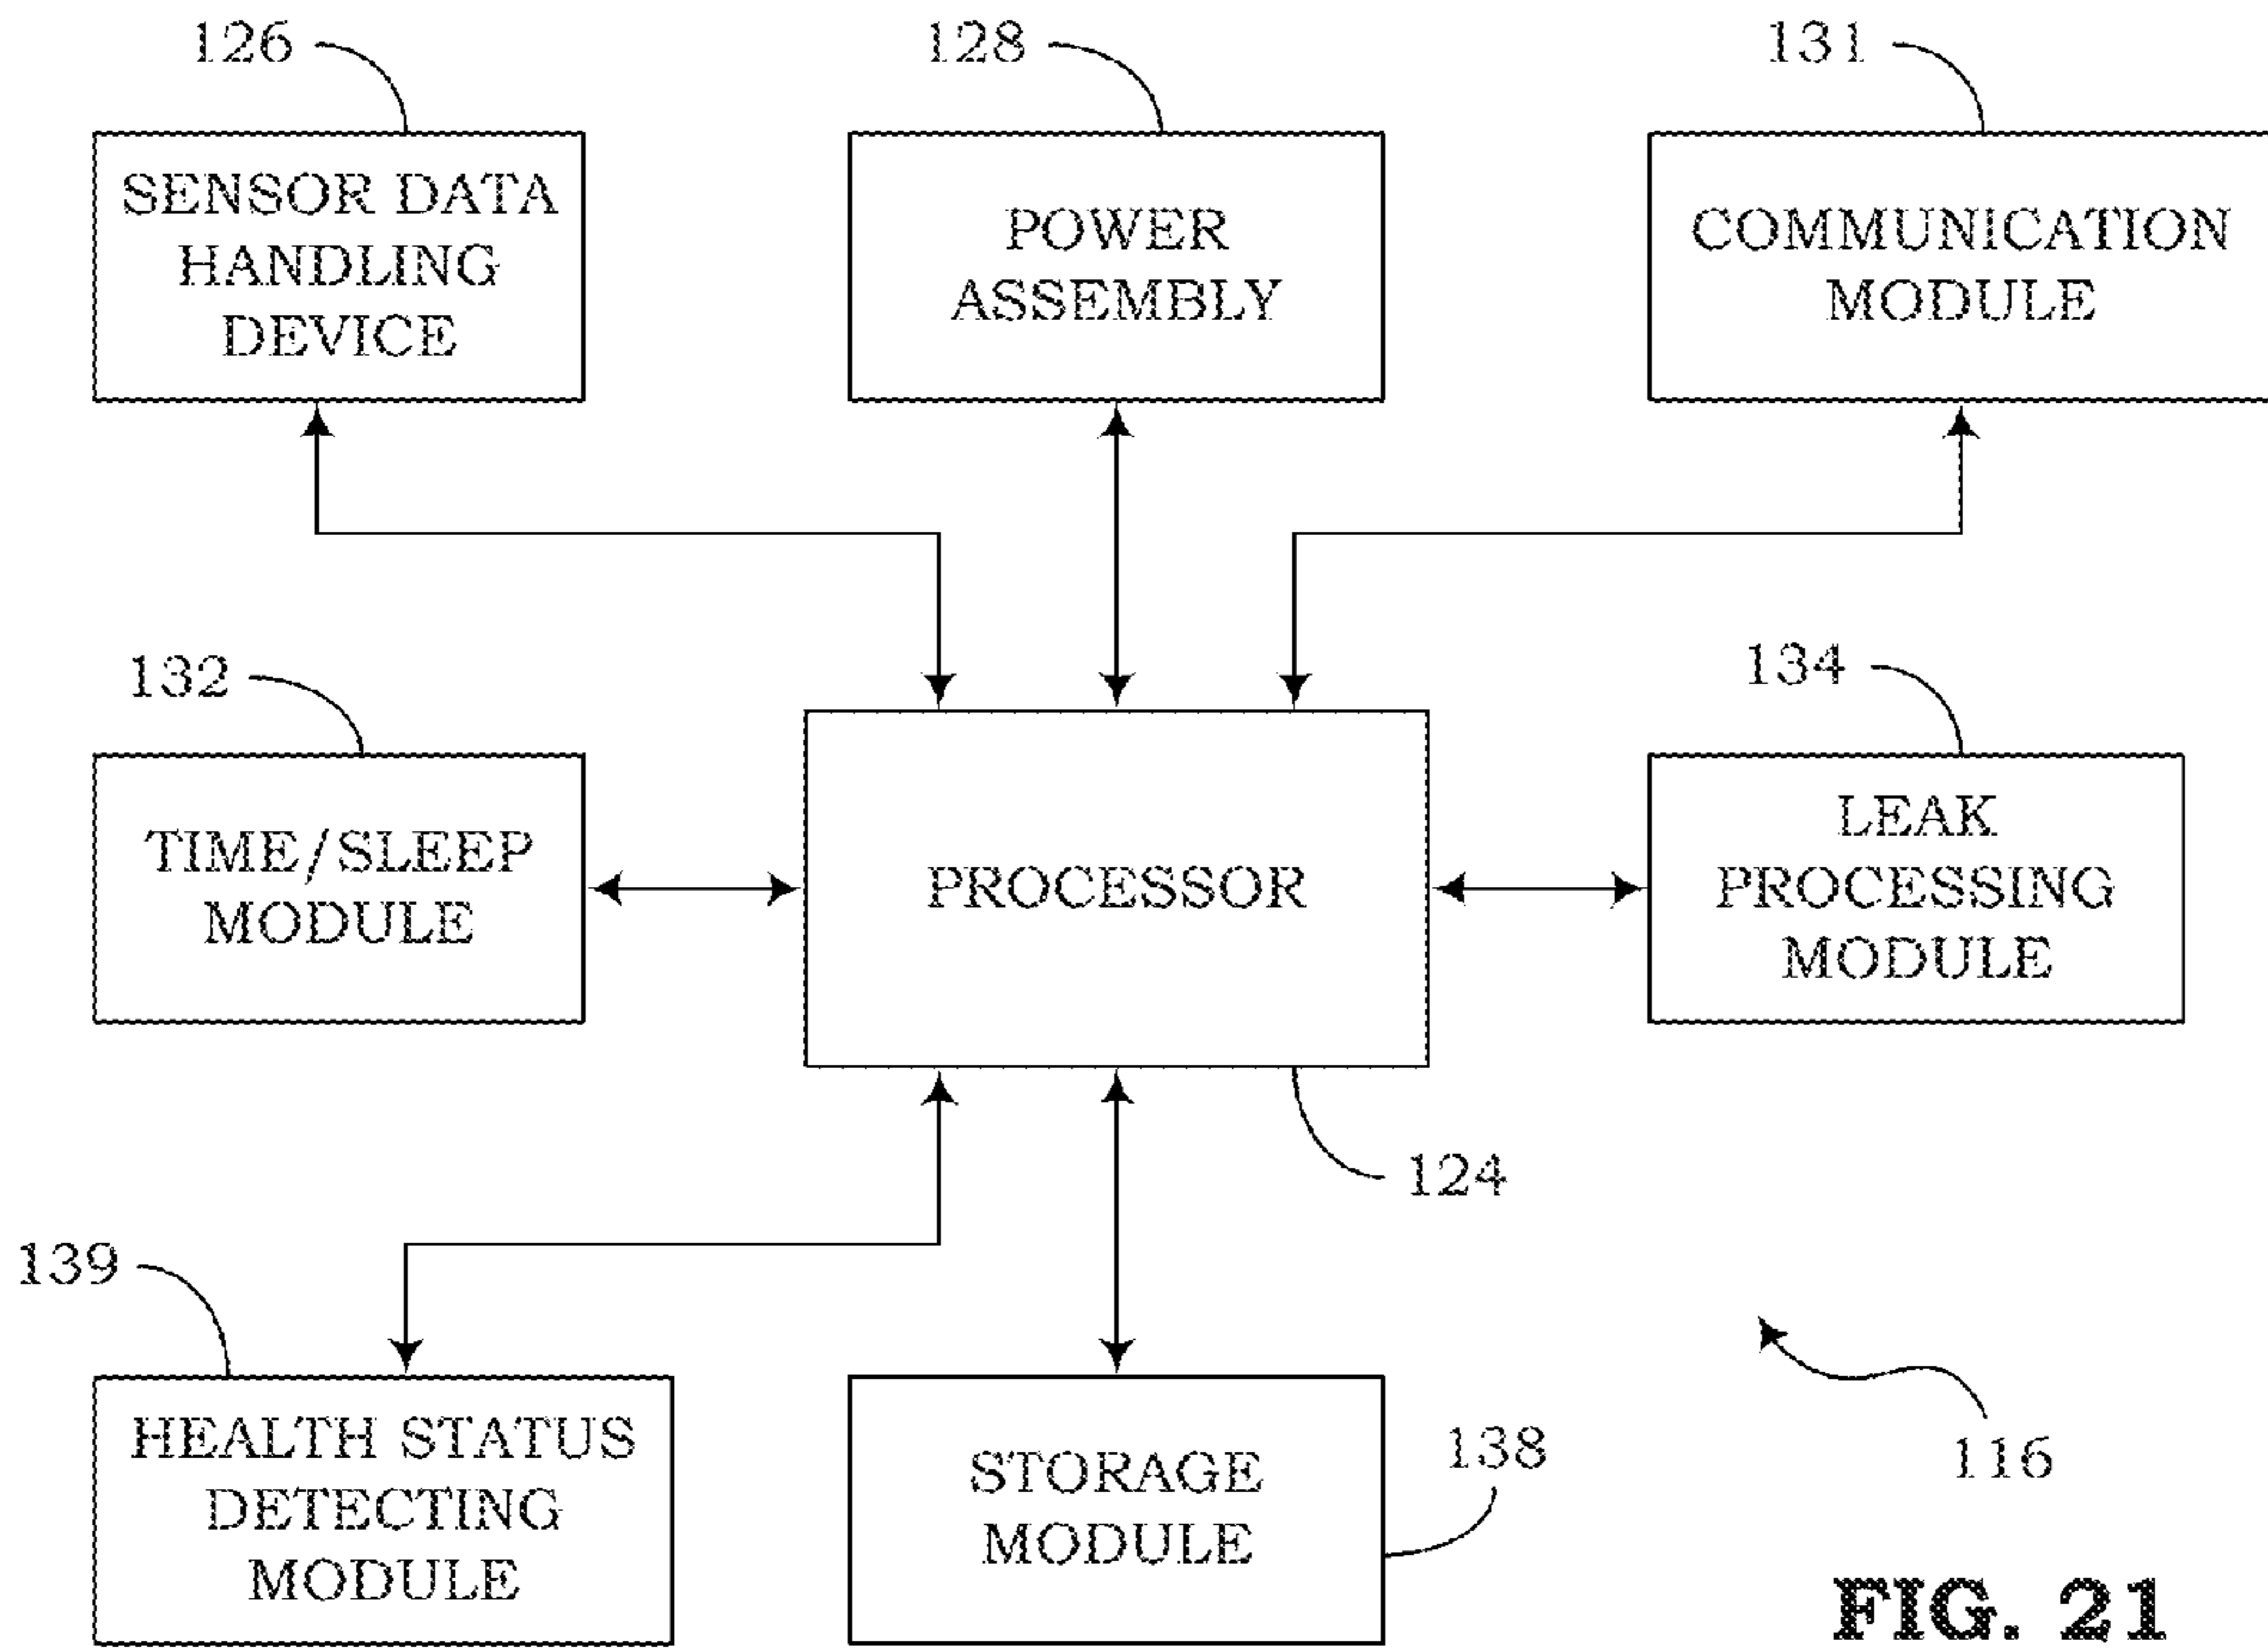 126
128
131
SENSOR DATA
HANDLING
DEVICE
POWER
ASSEMBLY
COMMUNICATION
MODULE
132
134
TIME/SLEEP
MODULE
PROCESSOR
LEAK
PROCESSING
MODULE
124
139
HEALTH STATUS
DETECTING
MODULE
STORAGE
MODULE
138
116
FIG. 21